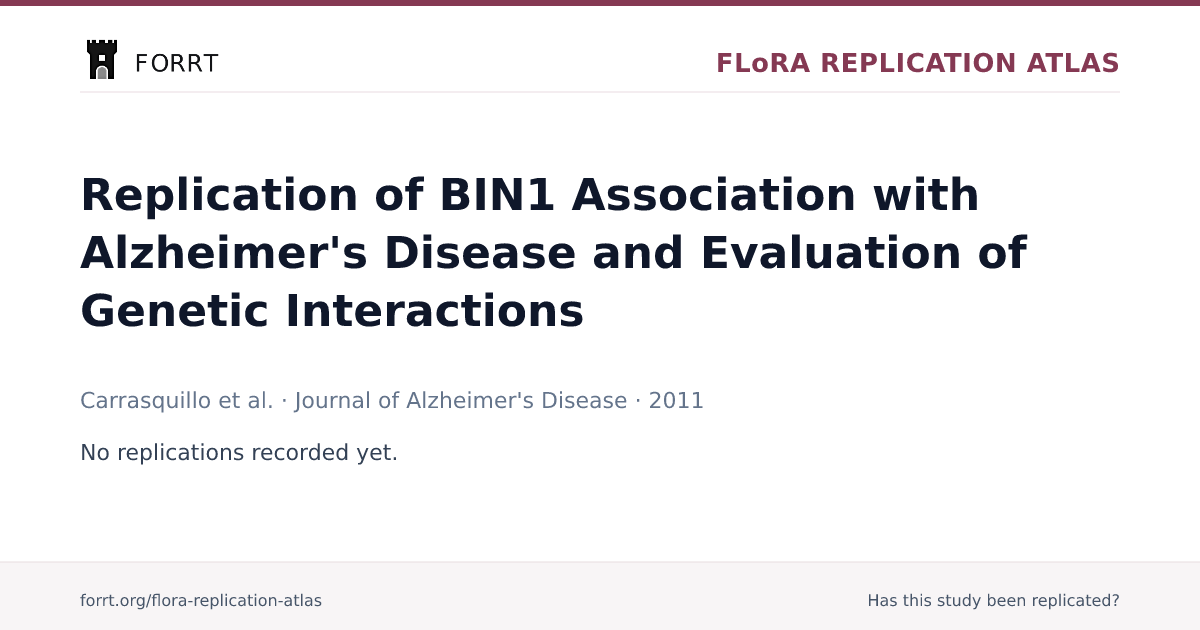 FORRT
FLoRA REPLICATION ATLAS
Replication of BIN1 Association with
Alzheimer's Disease and Evaluation of
Genetic Interactions
Carrasquillo et al. · Journal of Alzheimer's Disease · 2011
No replications recorded yet.
forrt.org/flora-replication-atlas
Has this study been replicated?